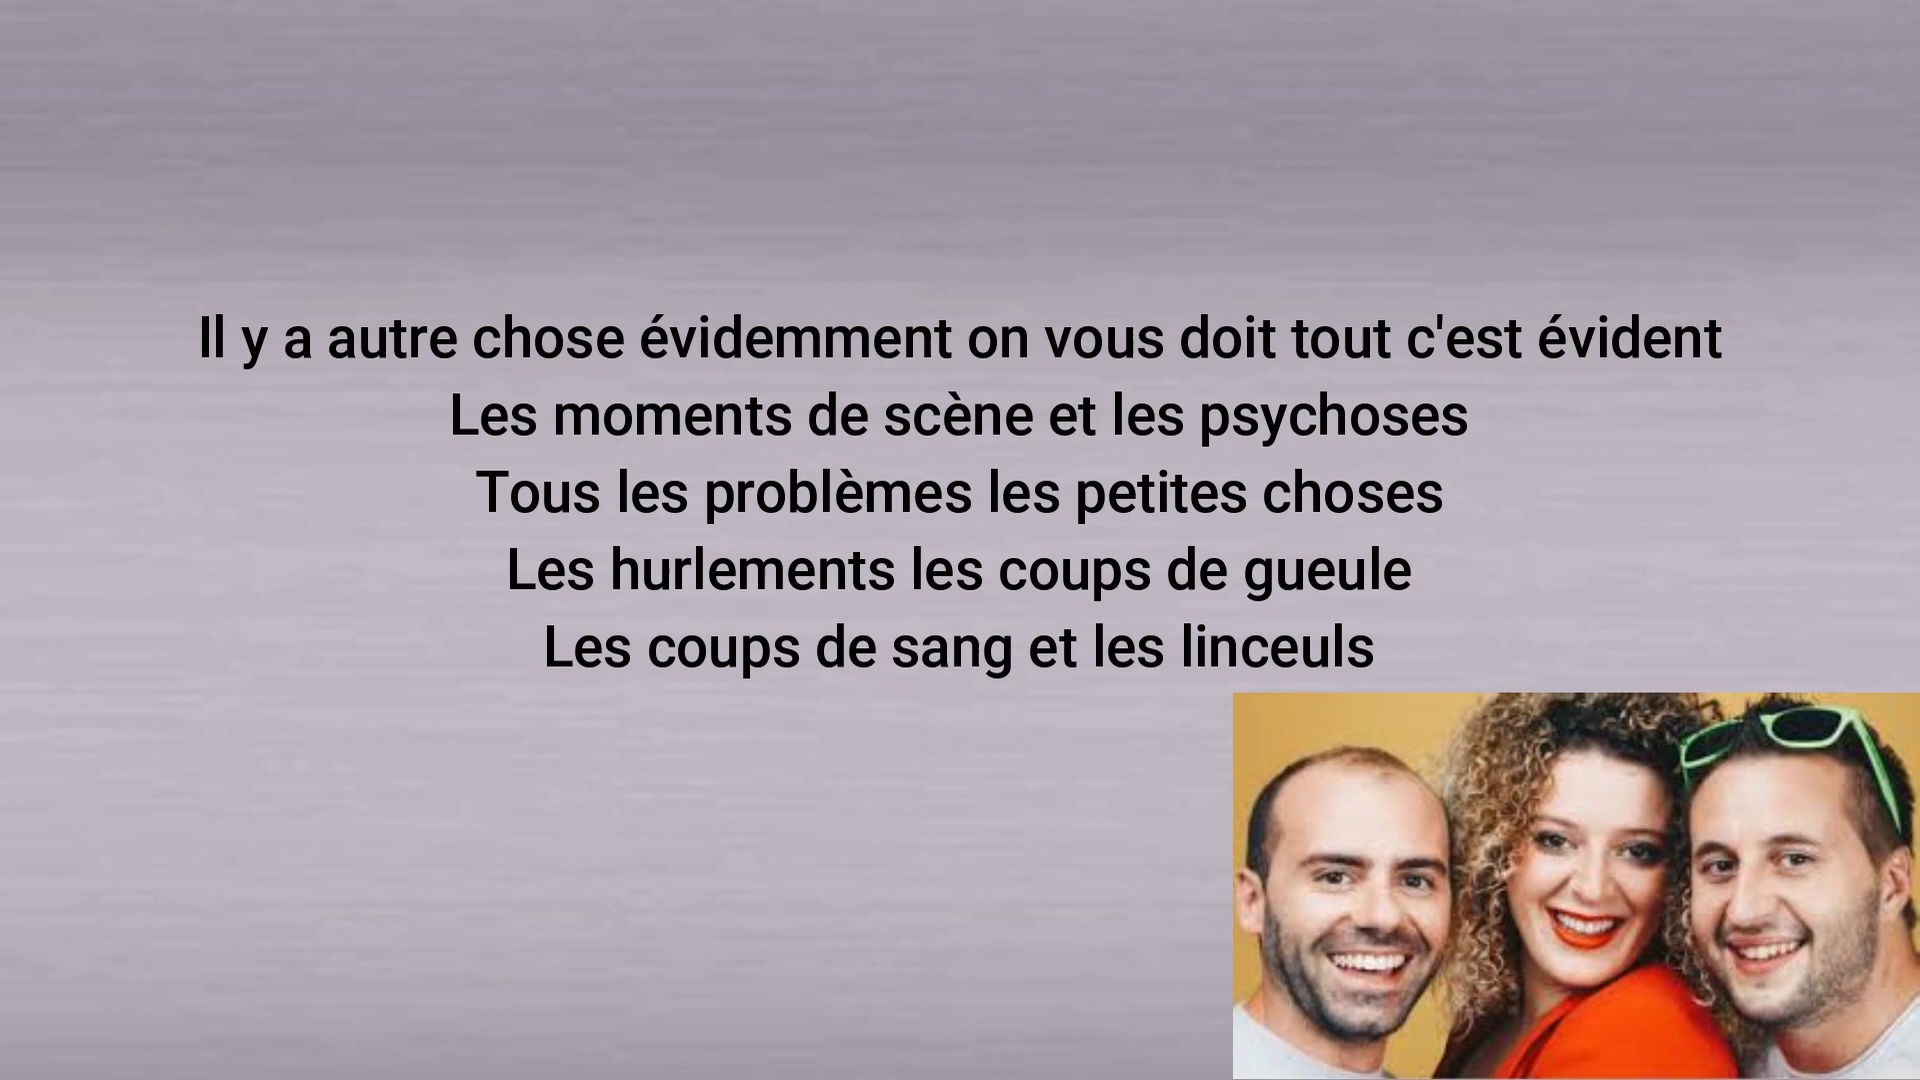 Il y a autre chose évidemment on vous doit tout c'est évident
Les moments de scène et les psychoses
Tous les problèmes les petites choses
Les hurlements les coups de gueule
Les coups de sang et les linceuls